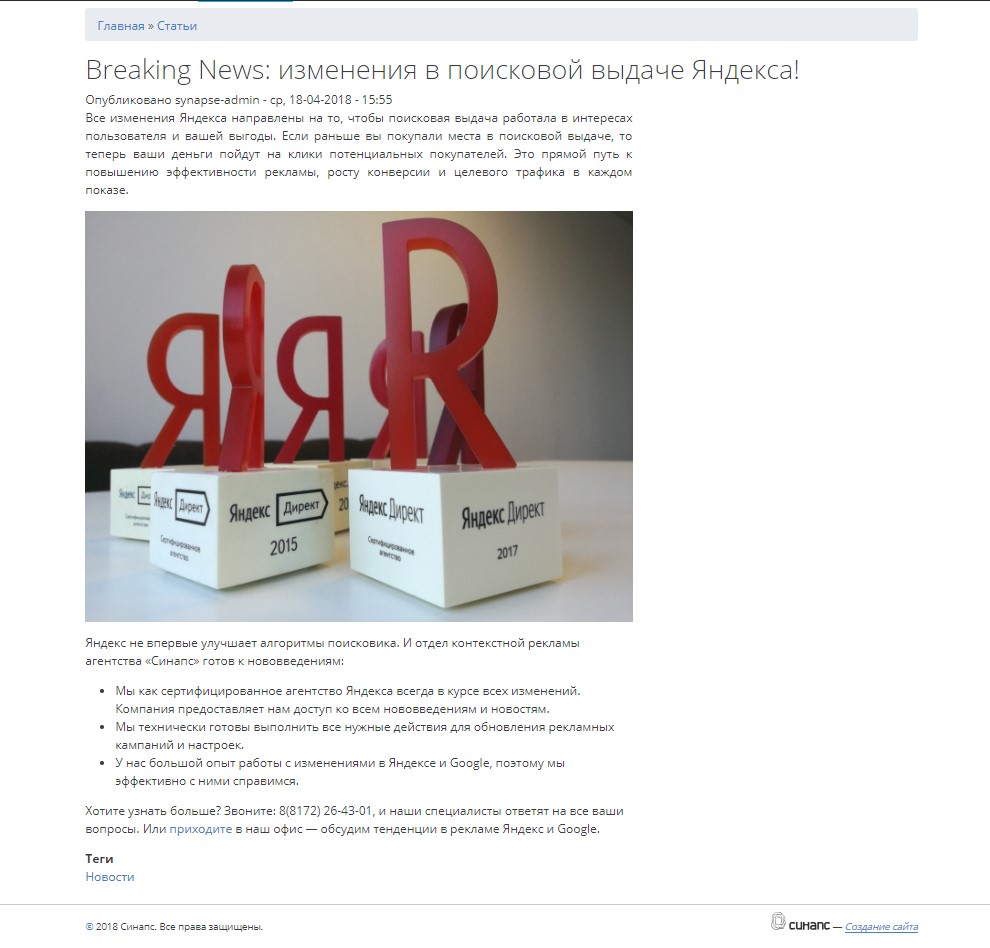 Главная » Статьи
Breaking News: изменения в поисковой выдаче Яндекса!
Опубликовано synapse-admin - ср, 18-04-2018 - 15:55
Все изменения Яндекса направлены на то, чтобы поисковая выдача работала в интересах
пользователя и вашей выгоды. Если раньше вы покупали места в поисковой выдаче, то
теперь ваши деньги пойдут на клики потенциальных покупателей. Это прямой путь к
повышению эффективности рекламы, росту конверсии и целевого трафика в каждом
показе.
Яндекс
Яндекс Директ
Сертифицированное
агентство
Яндекс Директ
2015
Яндекс Директ
Сертифицированное
агентство
Яндекс Директ
2017
Яндекс не впервые улучшает алгоритмы поисковика. И отдел контекстной рекламы
агентства «Синапс» готов к нововведениям:
• Мы как сертифицированное агентство Яндекса всегда в курсе всех изменений.
Компания предоставляет нам доступ ко всем нововведениям и новостям.
• Мы технически готовы выполнить все нужные действия для обновления рекламных
кампаний и настроек.
• У нас большой опыт работы с изменениями в Яндексе и Google, поэтому мы
эффективно с ними справимся.
Хотите узнать больше? Звоните: 8(8172) 26-43-01, и наши специалисты ответят на все ваши
вопросы. Или приходите в наш офис — обсудим тенденции в рекламе Яндекс и Google.
Теги
Новости
© 2018 Синапс. Все права защищены.
синапс — Создание сайта